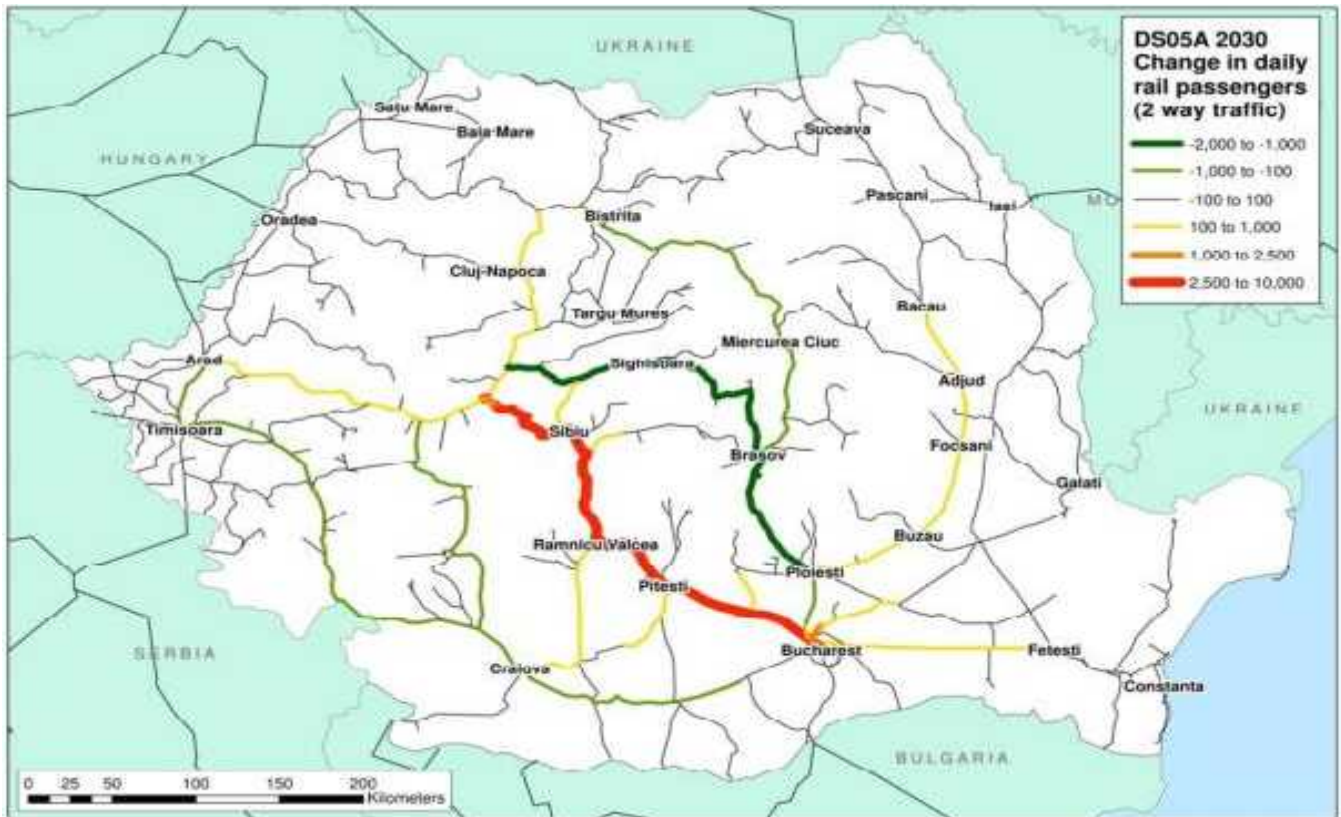 UKRAINE
DS05A 2030
Change in daily
rail passengers
(2 way traffic)
-2,000 to -1,000
-1,000 to -100
-100 to 100
100 to 1,000
1,000 to 2,500
2,500 to 10,000
Satu Mare
Baia Mare
Suceava
HUNGARY
Pascani
Iasi
MO
Oradea
Bistrita
Cluj-Napoca
Bacau
Targu Mures
Miercurea Ciuc
Arad
Sighisoara
Adjud
UKRAINE
Timisoara
Sibiu
Focsani
Brasov
Galati
Buzau
Ramnicu Valcea
Ploiesti
Pitesti
SERBIA
Bucharest
Fetesti
Craiova
Constanta
BULGARIA
0 25 50 100 150 200
Kilometers